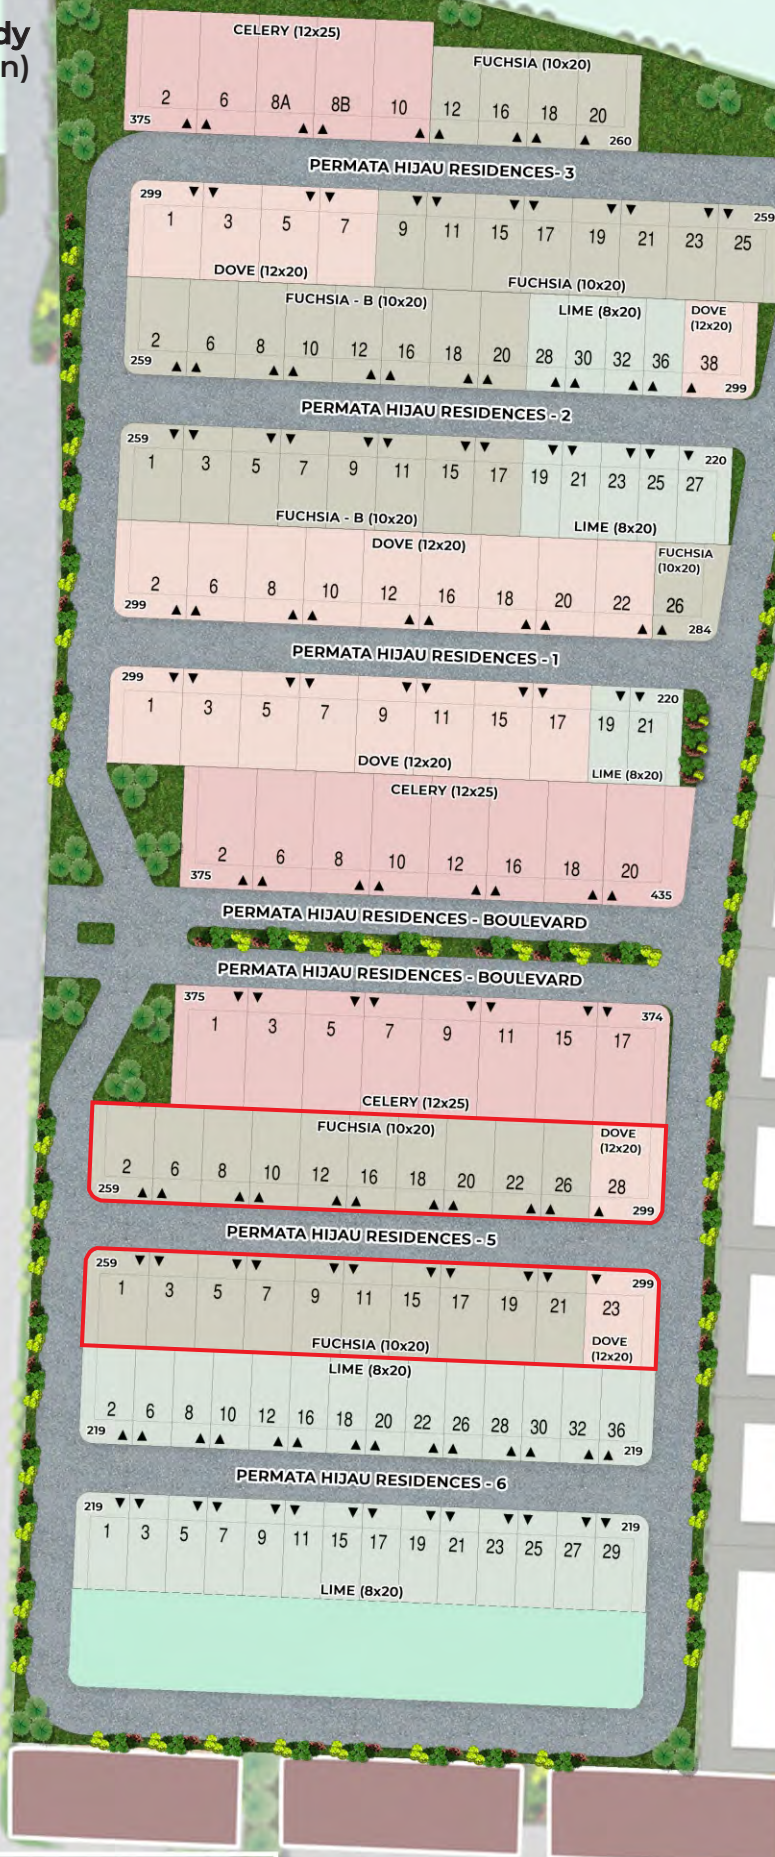 dy
n)
CELERY (12x25)
FUCHSIA (10x20)
2 6 8A 8B 10 12 16 18 20
375 260
PERMATA HIJAU RESIDENCES- 3
299 259
1 3 5 7 9 11 15 17 19 21 23 25
DOVE (12x20) FUCHSIA (10x20)
FUCHSIA - B (10x20) LIME (8x20) DOVE
(12x20)
2 6 8 10 12 16 18 20 28 30 32 36 38
259 299
PERMATA HIJAU RESIDENCES - 2
259 220
1 3 5 7 9 11 15 17 19 21 23 25 27
FUCHSIA - B (10x20) LIME (8x20)
DOVE (12x20) FUCHSIA
(10x20)
2 6 8 10 12 16 18 20 22 26
299 284
PERMATA HIJAU RESIDENCES - 1
299 220
1 3 5 7 9 11 15 17 19 21
DOVE (12x20) LIME (8x20)
CELERY (12x25)
2 6 8 10 12 16 18 20
375 435
PERMATA HIJAU RESIDENCES - BOULEVARD
PERMATA HIJAU RESIDENCES - BOULEVARD
375 374
1 3 5 7 9 11 15 17
CELERY (12x25)
FUCHSIA (10x20) DOVE
(12x20)
2 6 8 10 12 16 18 20 22 26 28
259 299
PERMATA HIJAU RESIDENCES - 5
259 299
1 3 5 7 9 11 15 17 19 21 23
FUCHSIA (10x20) DOVE
(12x20)
LIME (8x20)
2 6 8 10 12 16 18 20 22 26 28 30 32 36
219 219
PERMATA HIJAU RESIDENCES - 6
219 219
1 3 5 7 9 11 15 17 19 21 23 25 27 29
LIME (8x20)